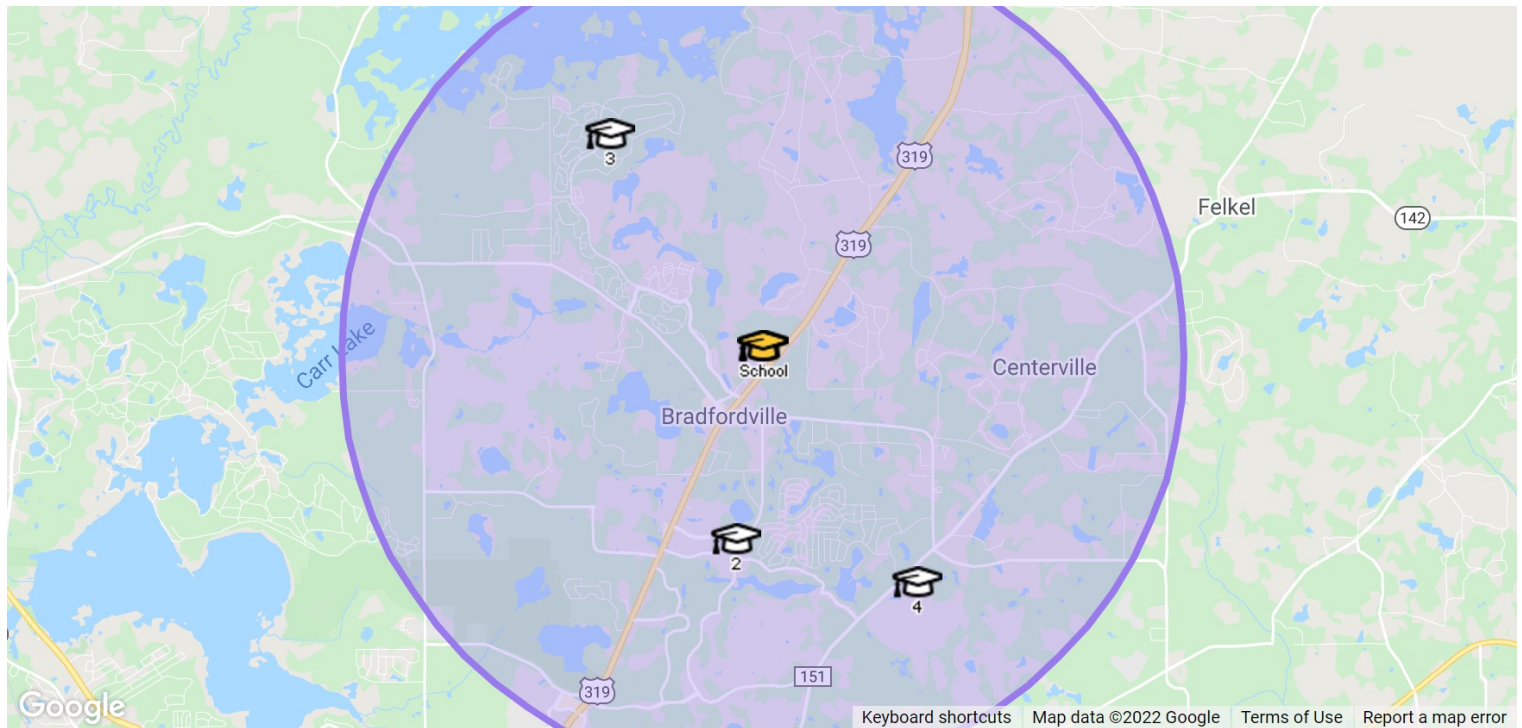 3
319
Felkel
142
319
Carr Lake
School
Centerville
Bradfordville
2
4
151
319
Google
Keyboard shortcuts
Map data ©2022 Google
Terms of Use
Report a map error